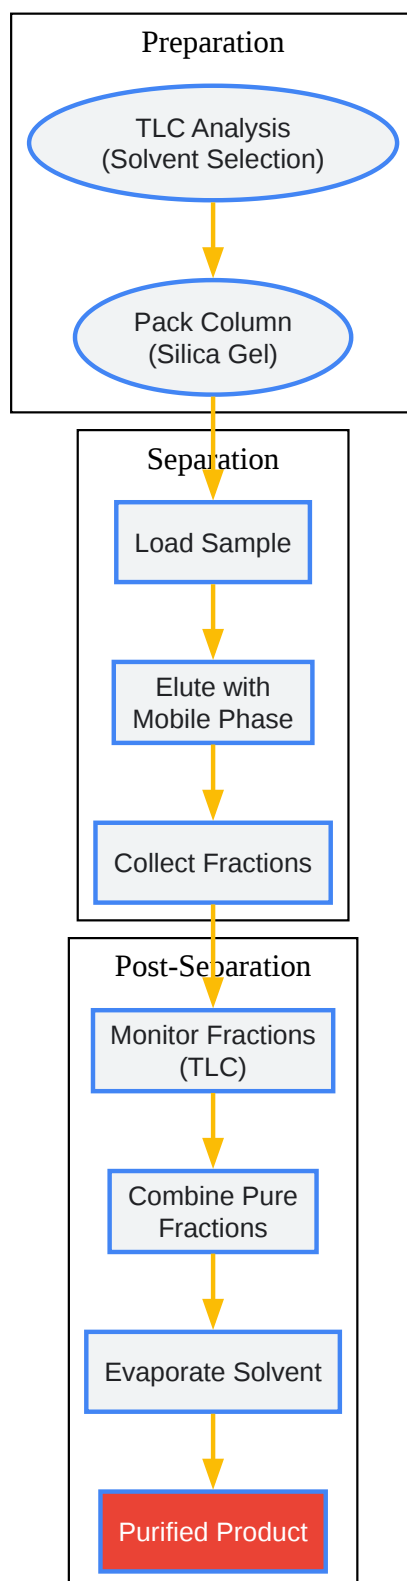 Preparation
TLC Analysis
(Solvent Selection)
Pack Column
(Silica Gel)
Separation
Load Sample
Elute with
Mobile Phase
Collect Fractions
Post-Separation
Monitor Fractions
(TLC)
Combine Pure
Fractions
Evaporate Solvent
Purified Product